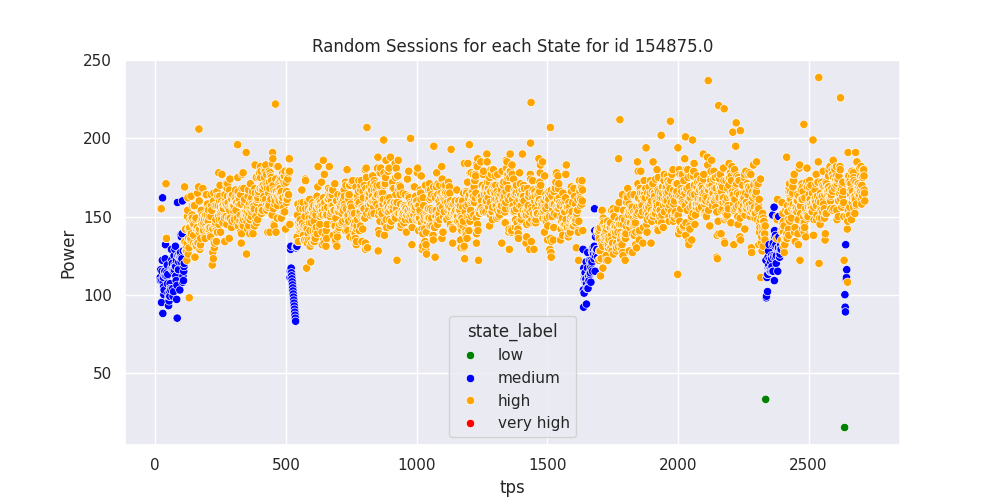 Random Sessions for each State for id 154875.0
250
200
150
100
50
Power
state_label
low
medium
high
very high
0
500
1000
1500
2000
2500
tps